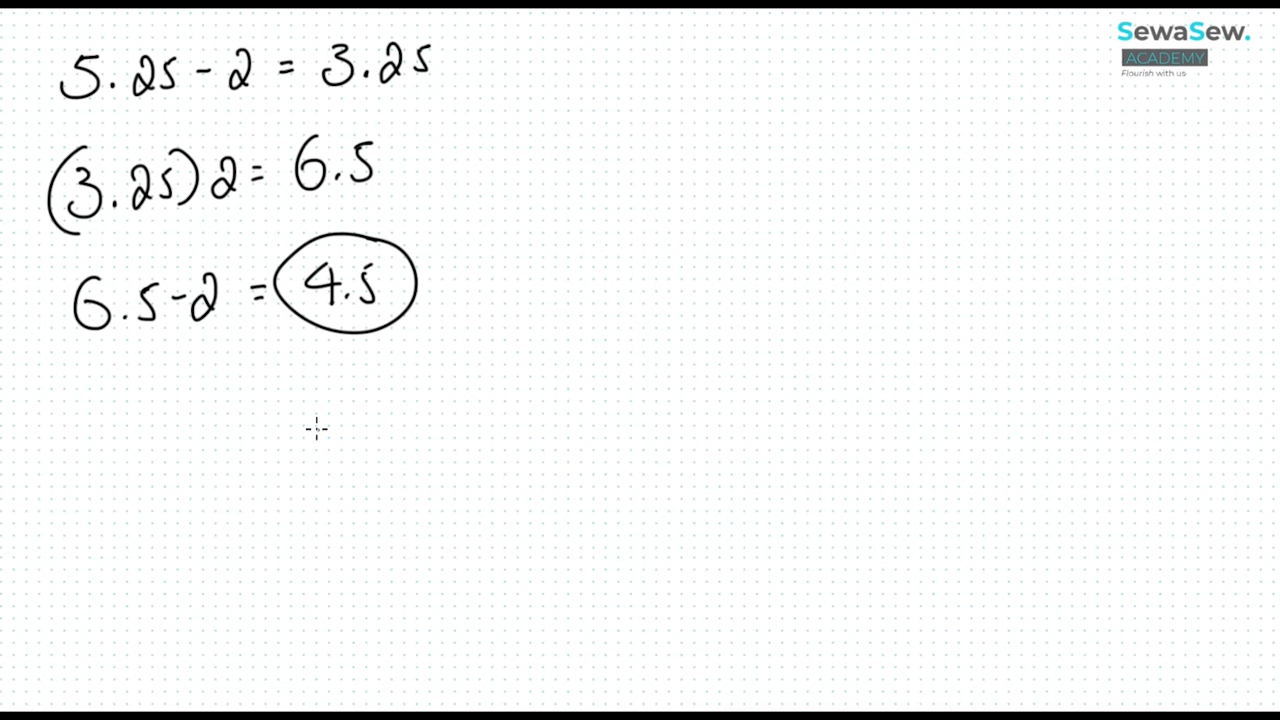 5.25 - 2 = 3.25
(3.25)2 = 6.5
6.5 - 2 = 4.5
SewaSew.
ACADEMY
Flourish with us